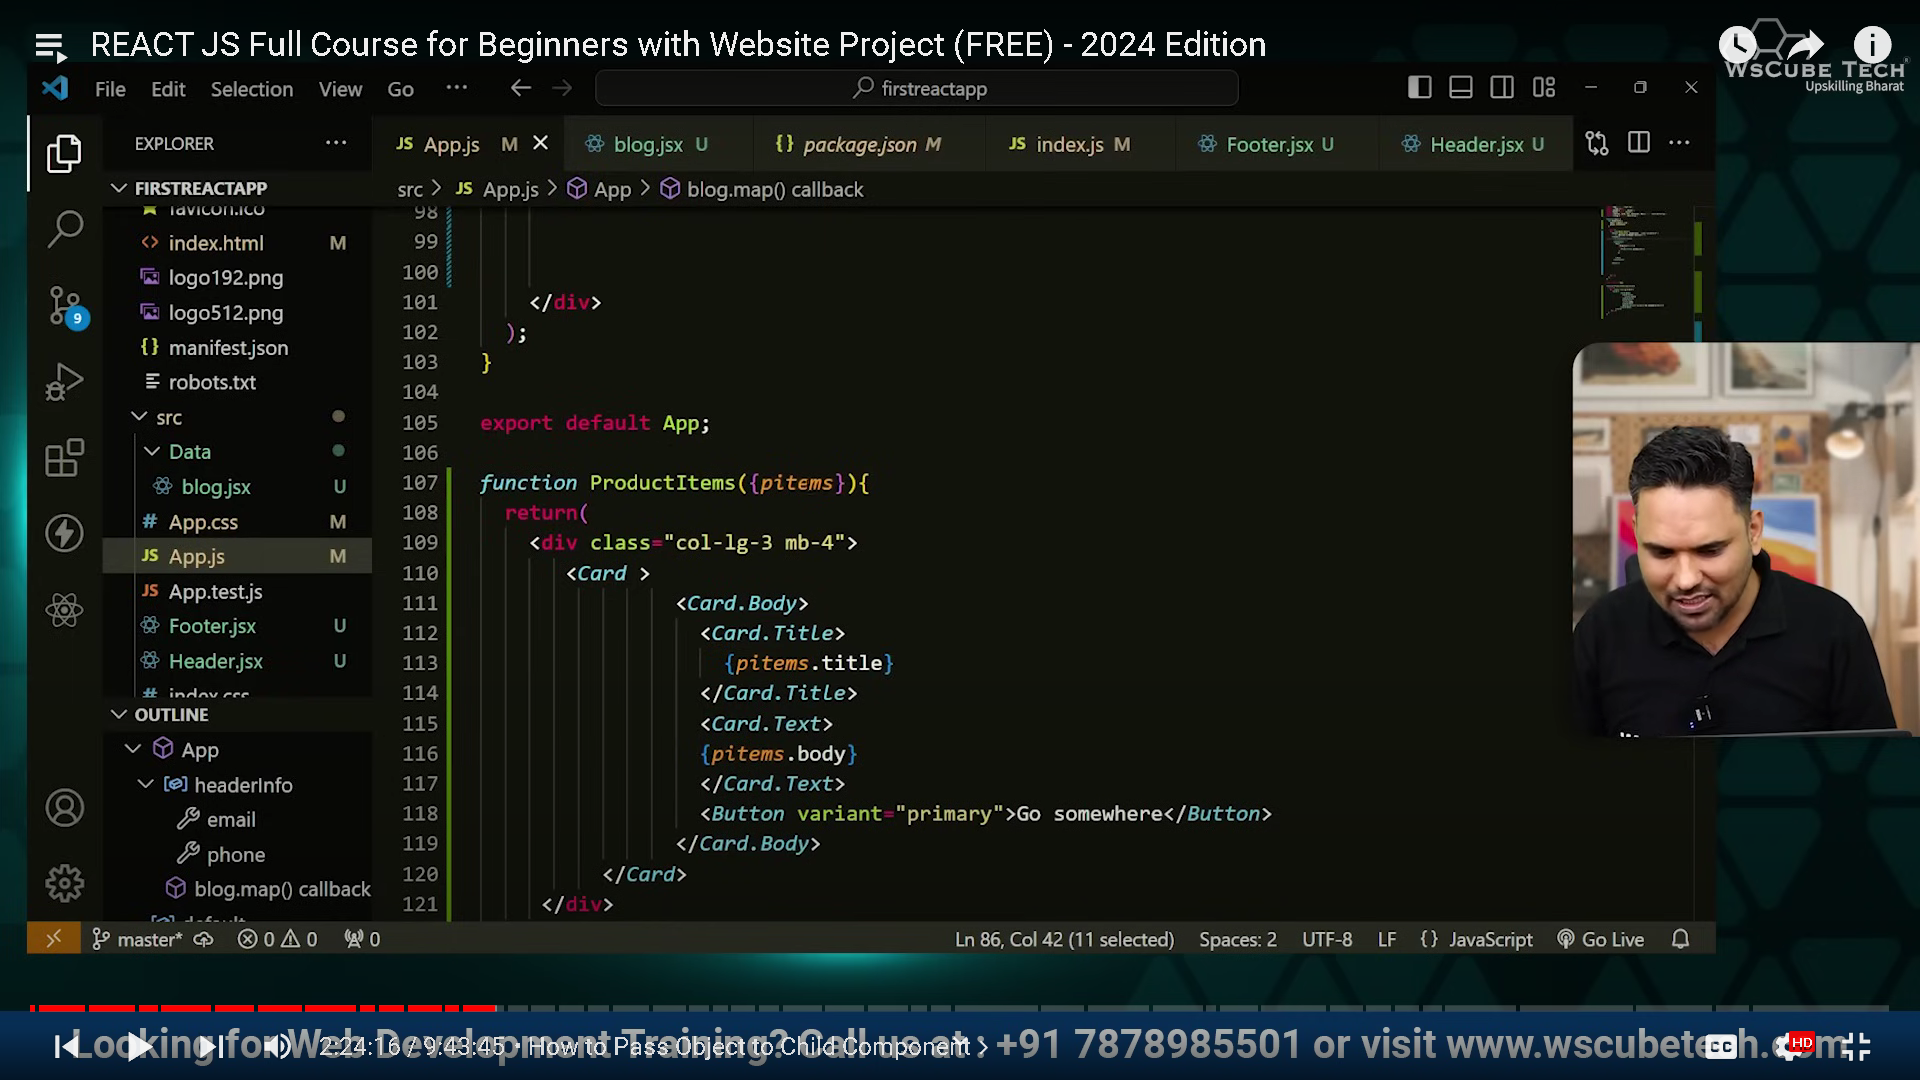 REACT JS Full Course for Beginners with Website Project (FREE) - 2024 Edition
WsCUBE TECH
Upskilling Bharat
File Edit Selection View Go ··· firstreactapp
EXPLORER ···
JS App.js M
blog.jsx U
{} package.json M
JS index.js M
Footer.jsx U
Header.jsx U
FIRSTREACTAPP
src > JS App.js > App > blog.map() callback
favicon.ico
index.html M
logo192.png
logo512.png
{} manifest.json
robots.txt
src
Data
blog.jsx U
# App.css M
JS App.js M
JS App.test.js
Footer.jsx U
Header.jsx U
# index.css
9
OUTLINE
App
headerInfo
email
phone
blog.map() callback
default
98
99
100
101 </div>
102 );
103 }
104
105 export default App;
106
107 function ProductItems({pitems}){
108 return(
109 <div class="col-lg-3 mb-4">
110 <Card >
111 <Card.Body>
112 <Card.Title>
113 {pitems.title}
114 </Card.Title>
115 <Card.Text>
116 {pitems.body}
117 </Card.Text>
118 <Button variant="primary">Go somewhere</Button>
119 </Card.Body>
120 </Card>
121 </div>
master* 0 0 0 Ln 86, Col 42 (11 selected) Spaces: 2 UTF-8 LF {} JavaScript Go Live
Looking for Web Development Training? Call us at : +91 7878985501 or visit www.wscubetech.com
2:24:16 / 9:43:45 • How to Pass Object to Child Component >
CC HD